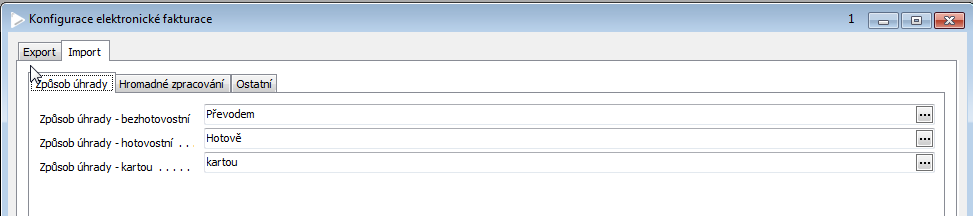 Konfigurace elektronické fakturace 1
Export Import
Způsob úhrady Hromadné zpracování Ostatní
Způsob úhrady - bezhotovostní Převodem ...
Způsob úhrady - hotovostní . . . Hotově ...
Způsob úhrady - kartou . . . . . kartou ...